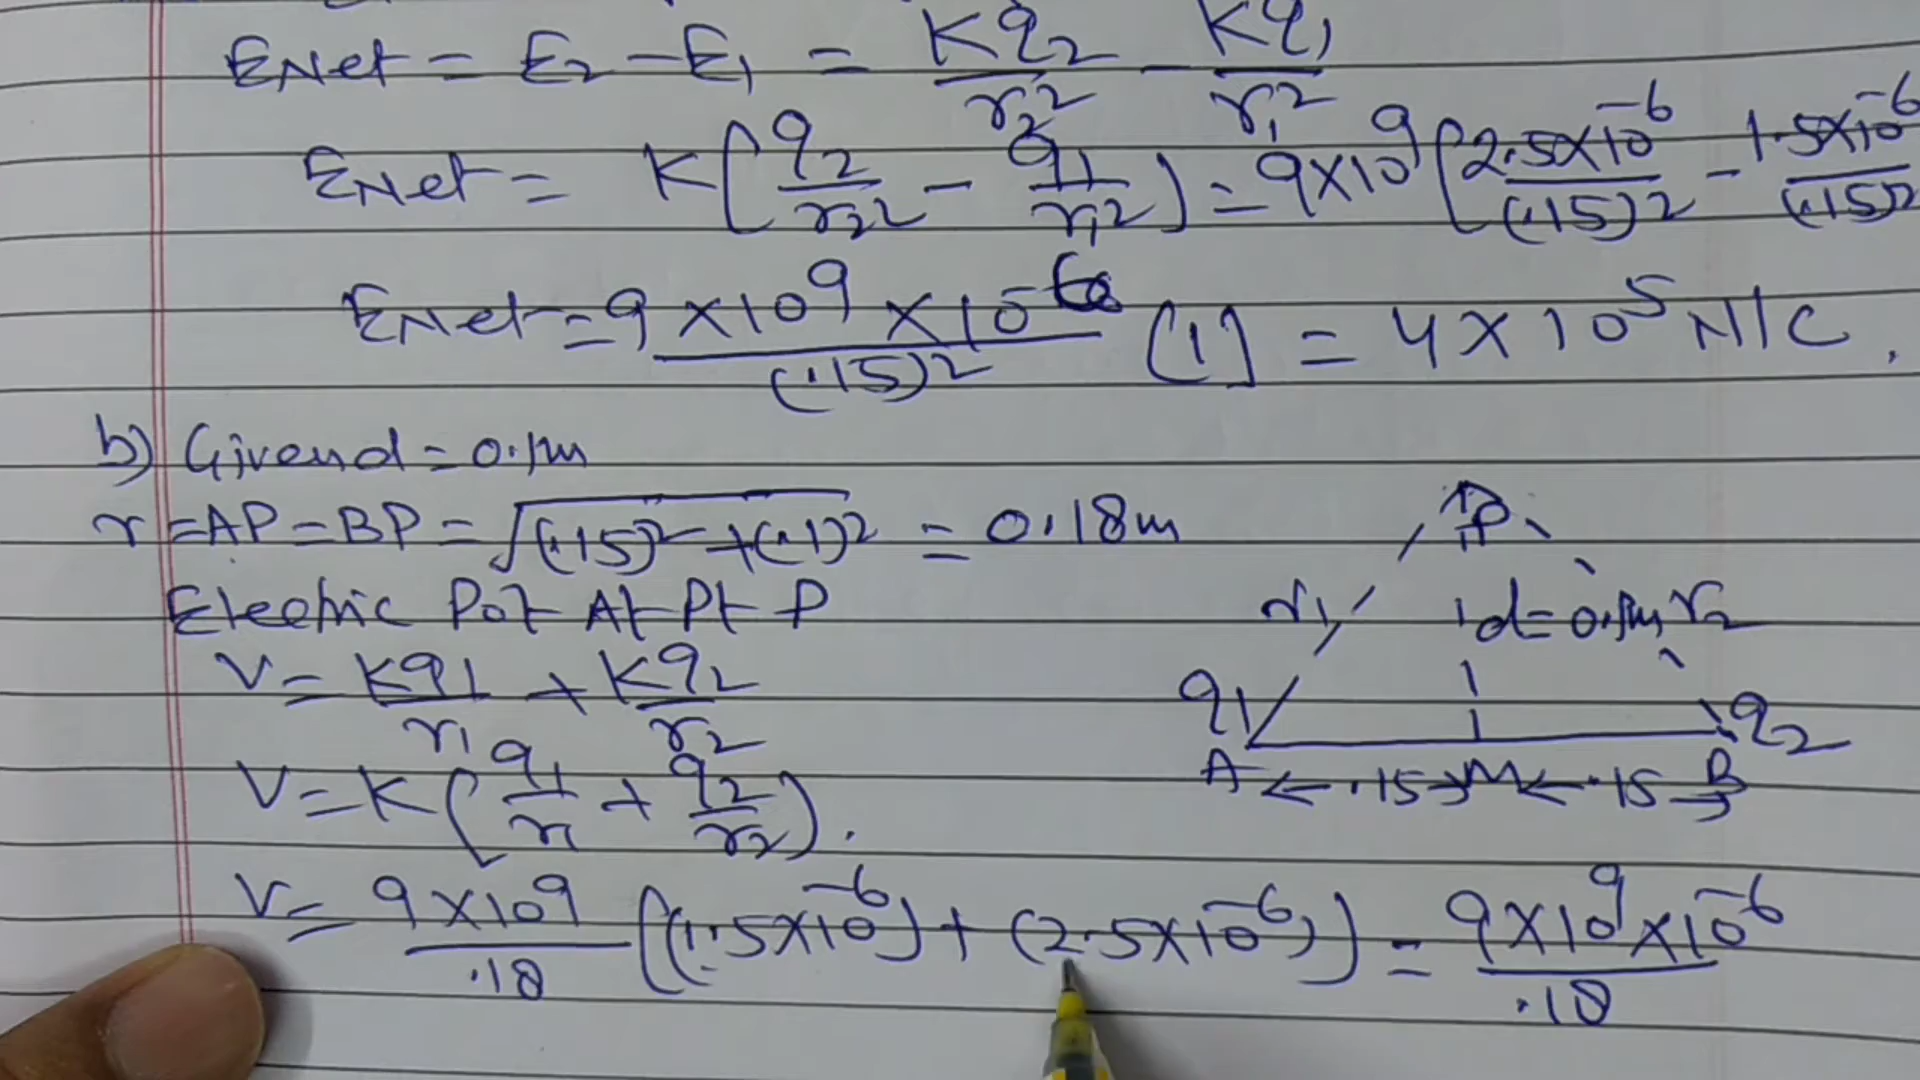 ENet = E₂ - E₁ = Kq₂/r₂² - Kq₁/r₁²
ENet = K[q₂/r₂² - q₁/r₁²] = 9×10⁹[2.5×10⁻⁶/(.15)² - 1.5×10⁻⁶/(.15)²
ENet = 9×10⁹×10⁻⁶/(.15)² [1] = 4×10⁵ N/C.
b) Given d = 0.1m
r = AP = BP = √(.15)²+(.1)² = 0.18m
Electric Pot At Pt P
V = Kq1/r₁ + Kq₂/r₂
V = K(q₁/r₁ + q₂/r₂).
V = 9×10⁹/.18 [(1.5×10⁻⁶) + (2.5×10⁻⁶)] = 9×10⁹×10⁻⁶/.18
P
r₁ d=0.1m r₂
q₁ q₂
A .15 M .15 B